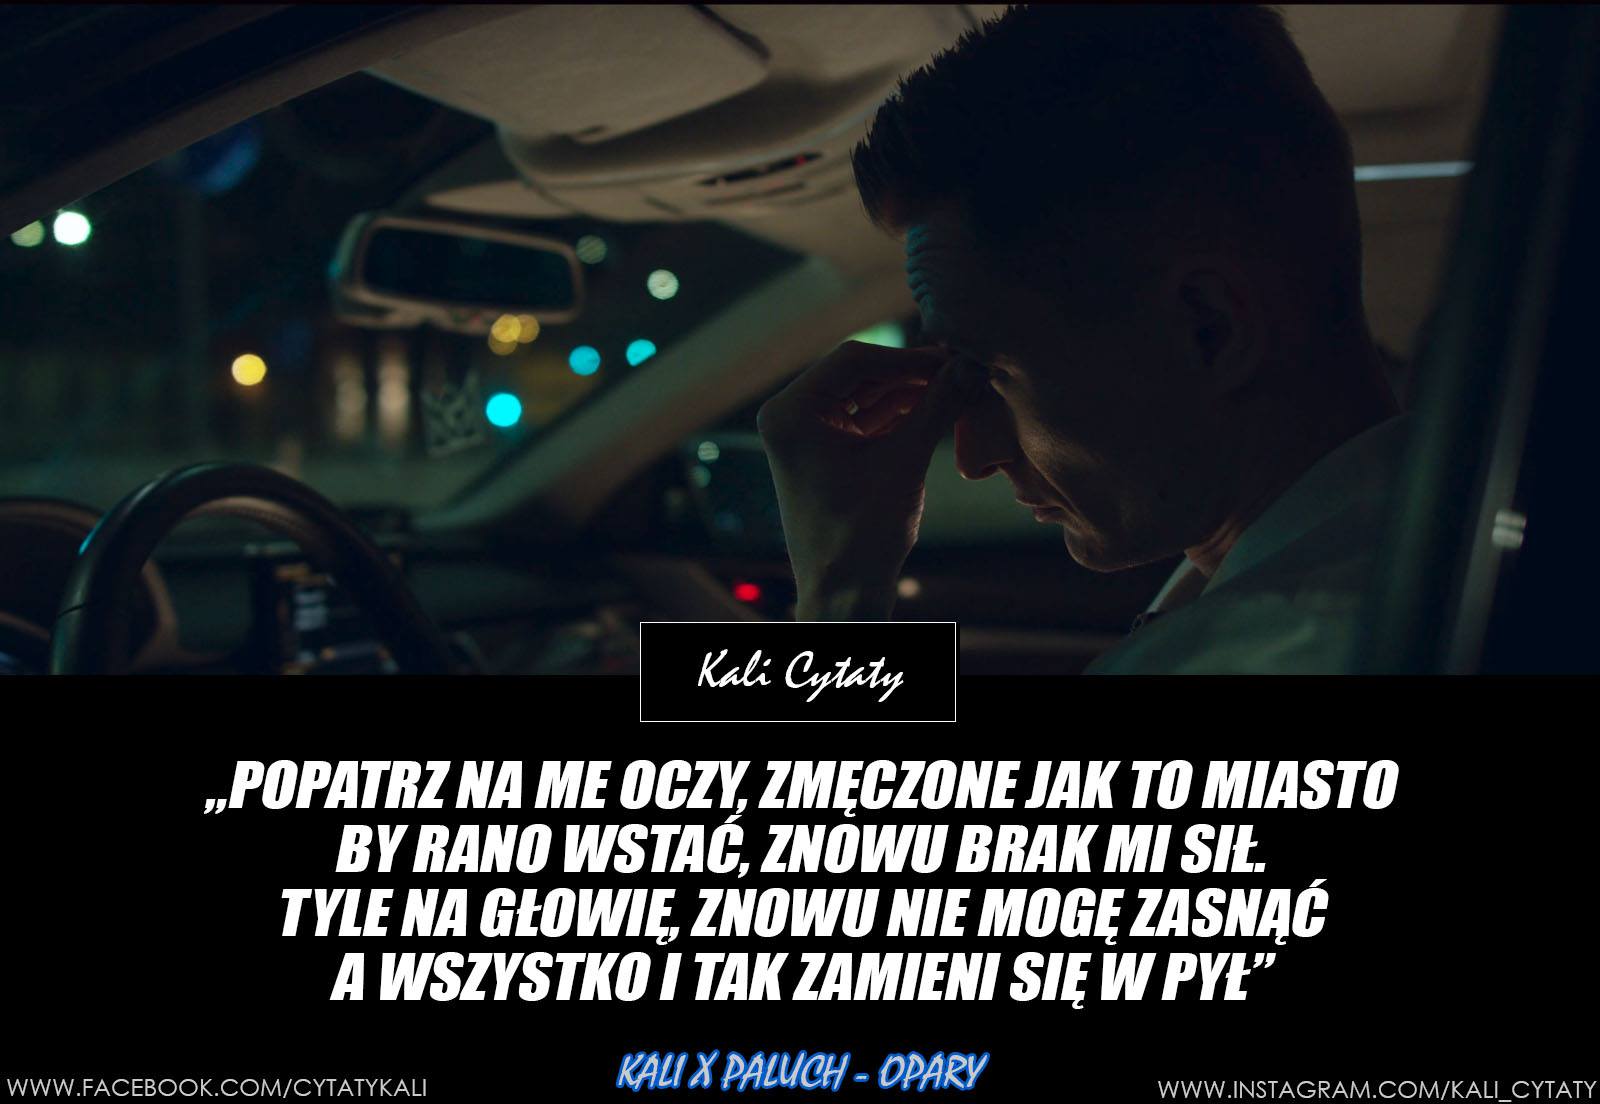 Kali Cytaty
„POPATRZ NA ME OCZY, ZMĘCZONE JAK TO MIASTO
BY RANO WSTAĆ, ZNOWU BRAK MI SIŁ.
TYLE NA GŁOWIĘ, ZNOWU NIE MOGĘ ZASNĄĆ
A WSZYSTKO I TAK ZAMIENI SIĘ W PYŁ”
KALI X PALUCH - OPARY
WWW.FACEBOOK.COM/CYTATYKALI
WWW.INSTAGRAM.COM/KALI_CYTATY